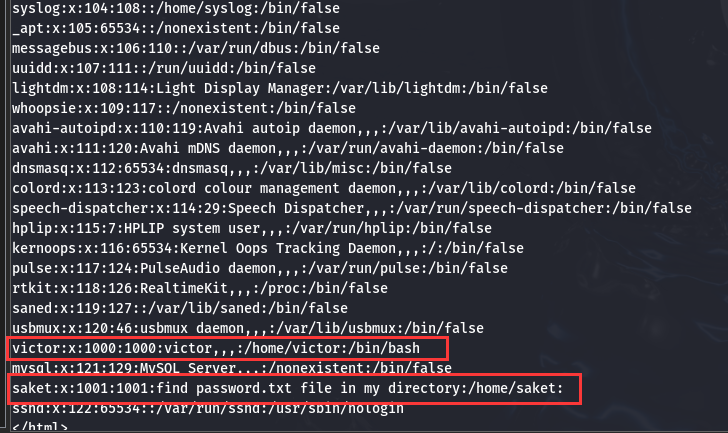 syslog:x:104:108::/home/syslog:/bin/false
_apt:x:105:65534::/nonexistent:/bin/false
messagebus:x:106:110::/var/run/dbus:/bin/false
uuidd:x:107:111::/run/uuidd:/bin/false
lightdm:x:108:114:Light Display Manager:/var/lib/lightdm:/bin/false
whoopsie:x:109:117::/nonexistent:/bin/false
avahi-autoipd:x:110:119:Avahi autoip daemon,,,:/var/lib/avahi-autoipd:/bin/false
avahi:x:111:120:Avahi mDNS daemon,,,:/var/run/avahi-daemon:/bin/false
dnsmasq:x:112:65534:dnsmasq,,,:/var/lib/misc:/bin/false
colord:x:113:123:colord colour management daemon,,,:/var/lib/colord:/bin/false
speech-dispatcher:x:114:29:Speech Dispatcher,,,:/var/run/speech-dispatcher:/bin/false
hplip:x:115:7:HPLIP system user,,,:/var/run/hplip:/bin/false
kernoops:x:116:65534:Kernel Oops Tracking Daemon,,,:/:/bin/false
pulse:x:117:124:PulseAudio daemon,,,:/var/run/pulse:/bin/false
rtkit:x:118:126:RealtimeKit,,,:/proc:/bin/false
saned:x:119:127::/var/lib/saned:/bin/false
usbmux:x:120:46:usbmux daemon,,,:/var/lib/usbmux:/bin/false
victor:x:1000:1000:victor,,,:/home/victor:/bin/bash
mysql:x:121:129:MySQL Server,,,:/nonexistent:/bin/false
saket:x:1001:1001:find password.txt file in my directory:/home/saket:
sshd:x:122:65534::/var/run/sshd:/usr/sbin/nologin
</html>